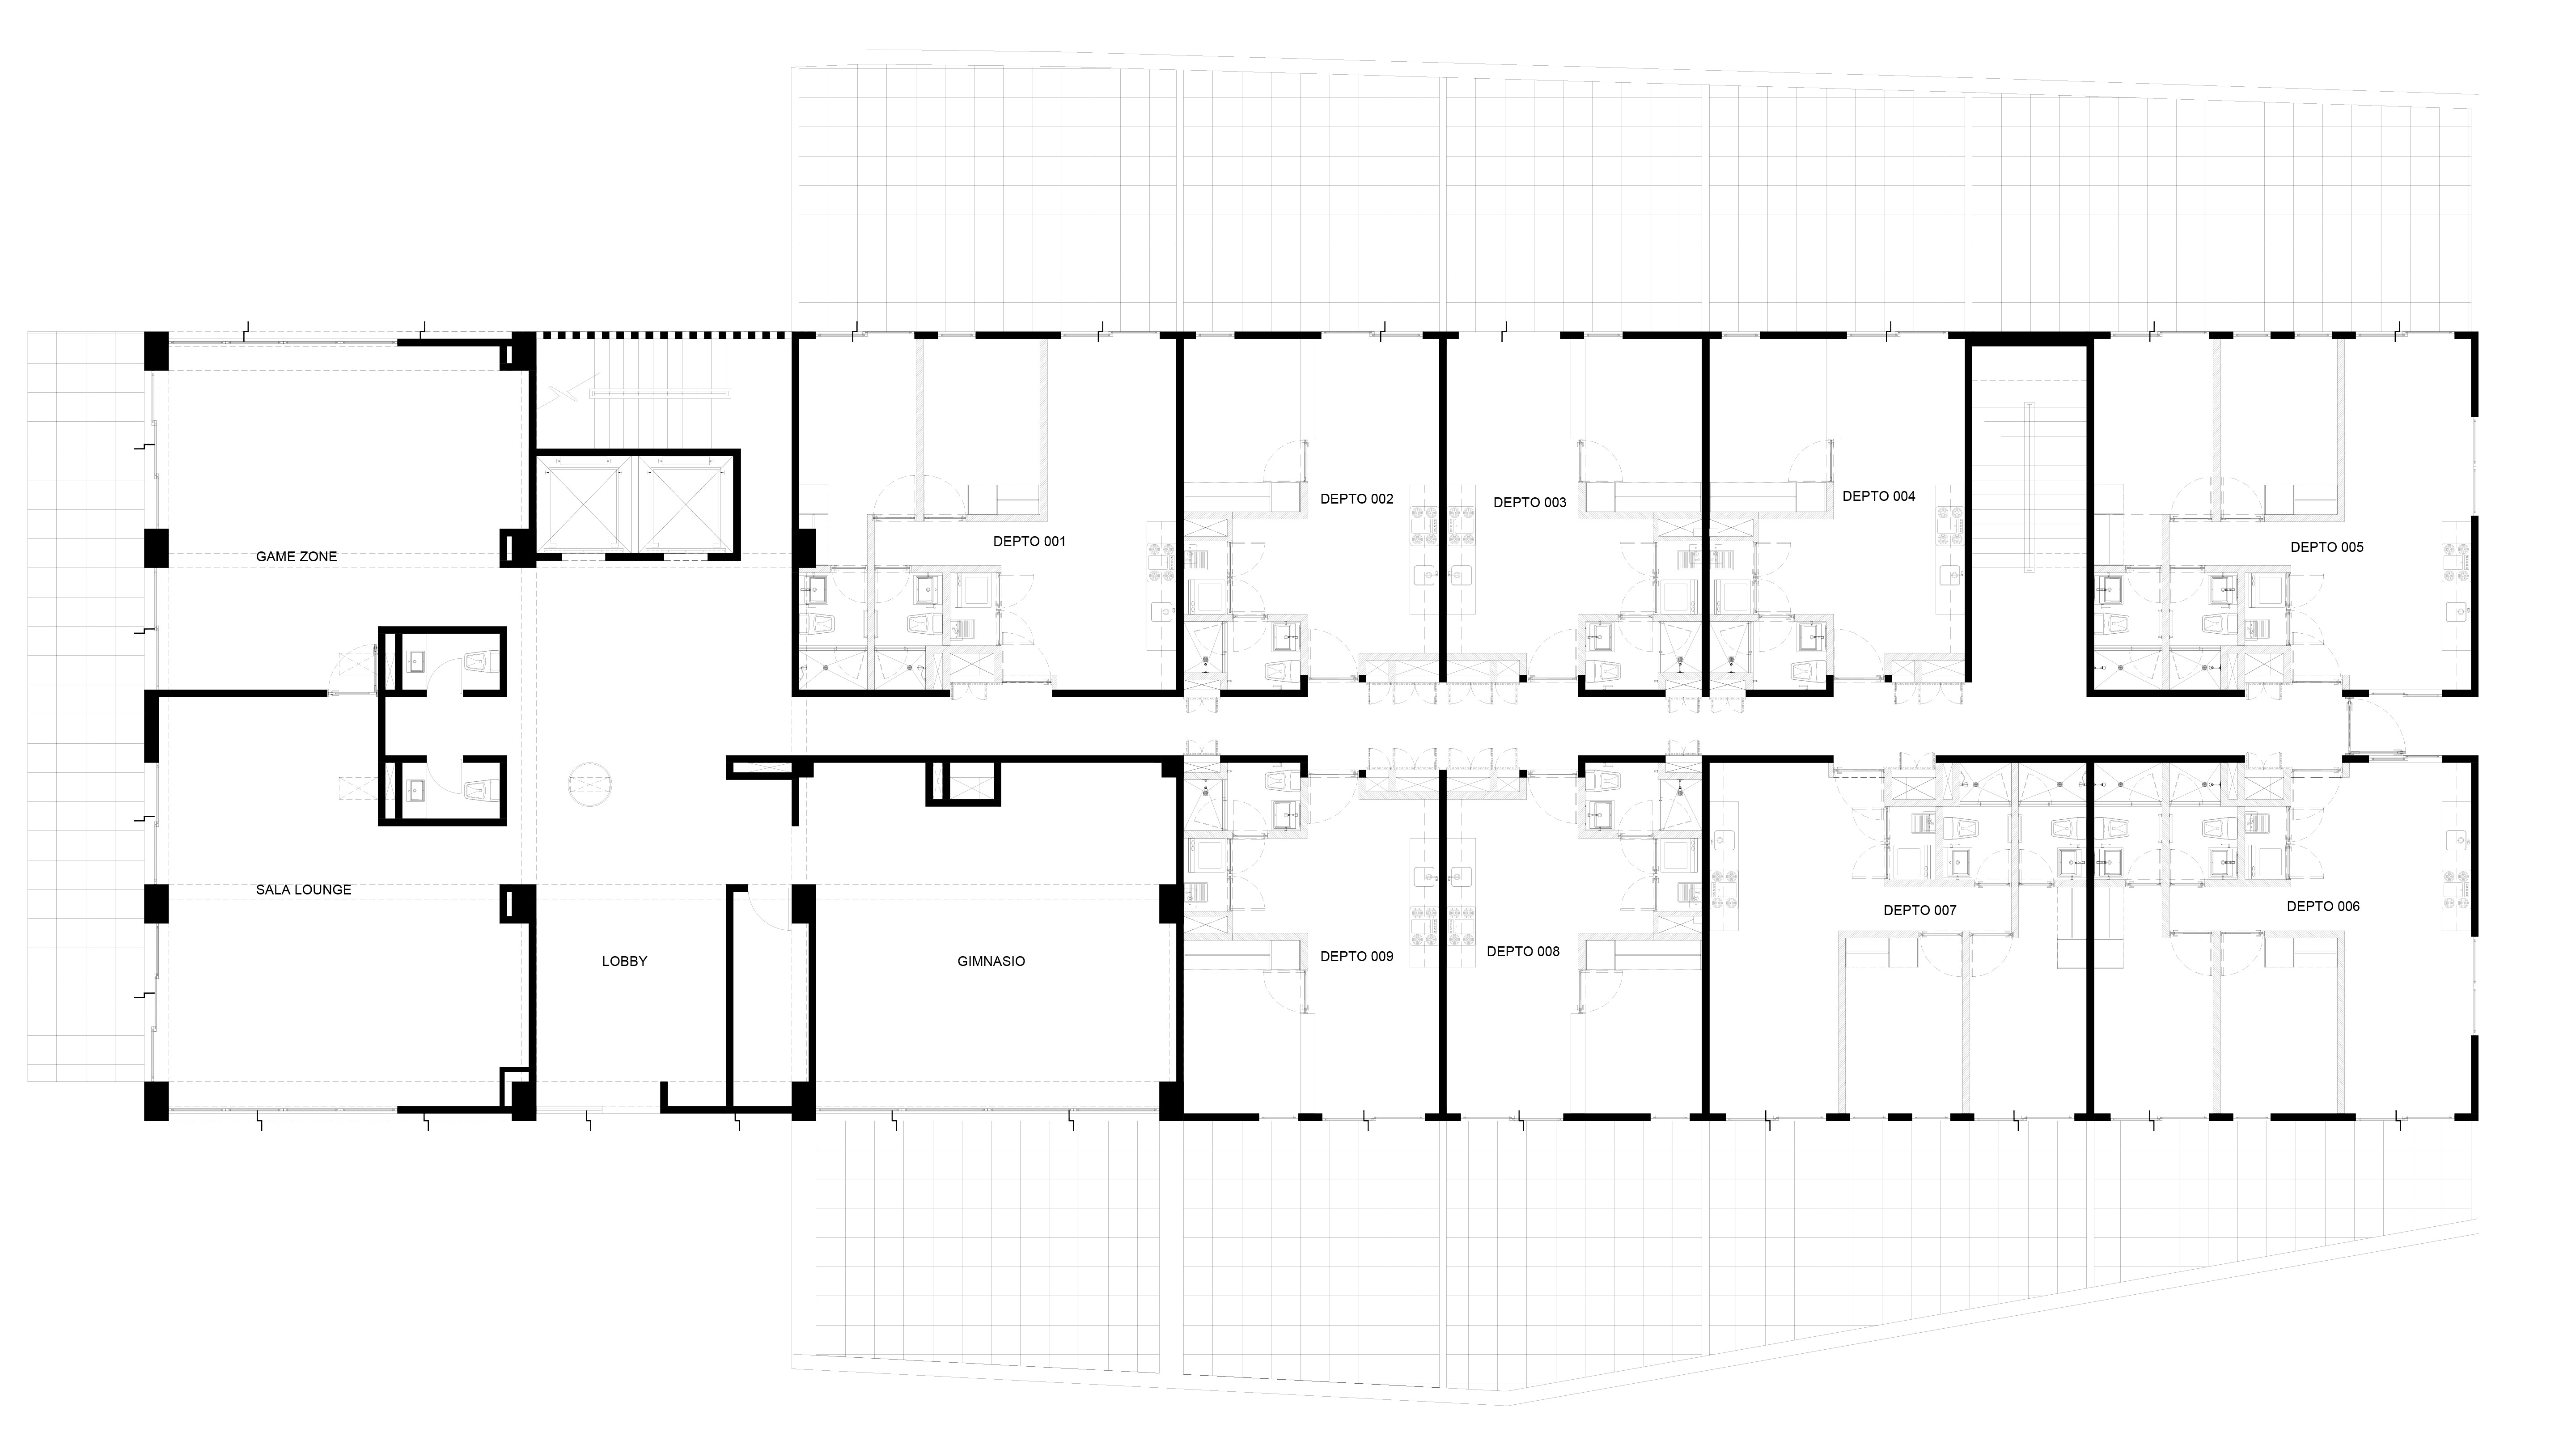 DEPTO 002
DEPTO 003
DEPTO 004
DEPTO 001
DEPTO 005
GAME ZONE
SALA LOUNGE
DEPTO 007
DEPTO 006
LOBBY
GIMNASIO
DEPTO 009
DEPTO 008